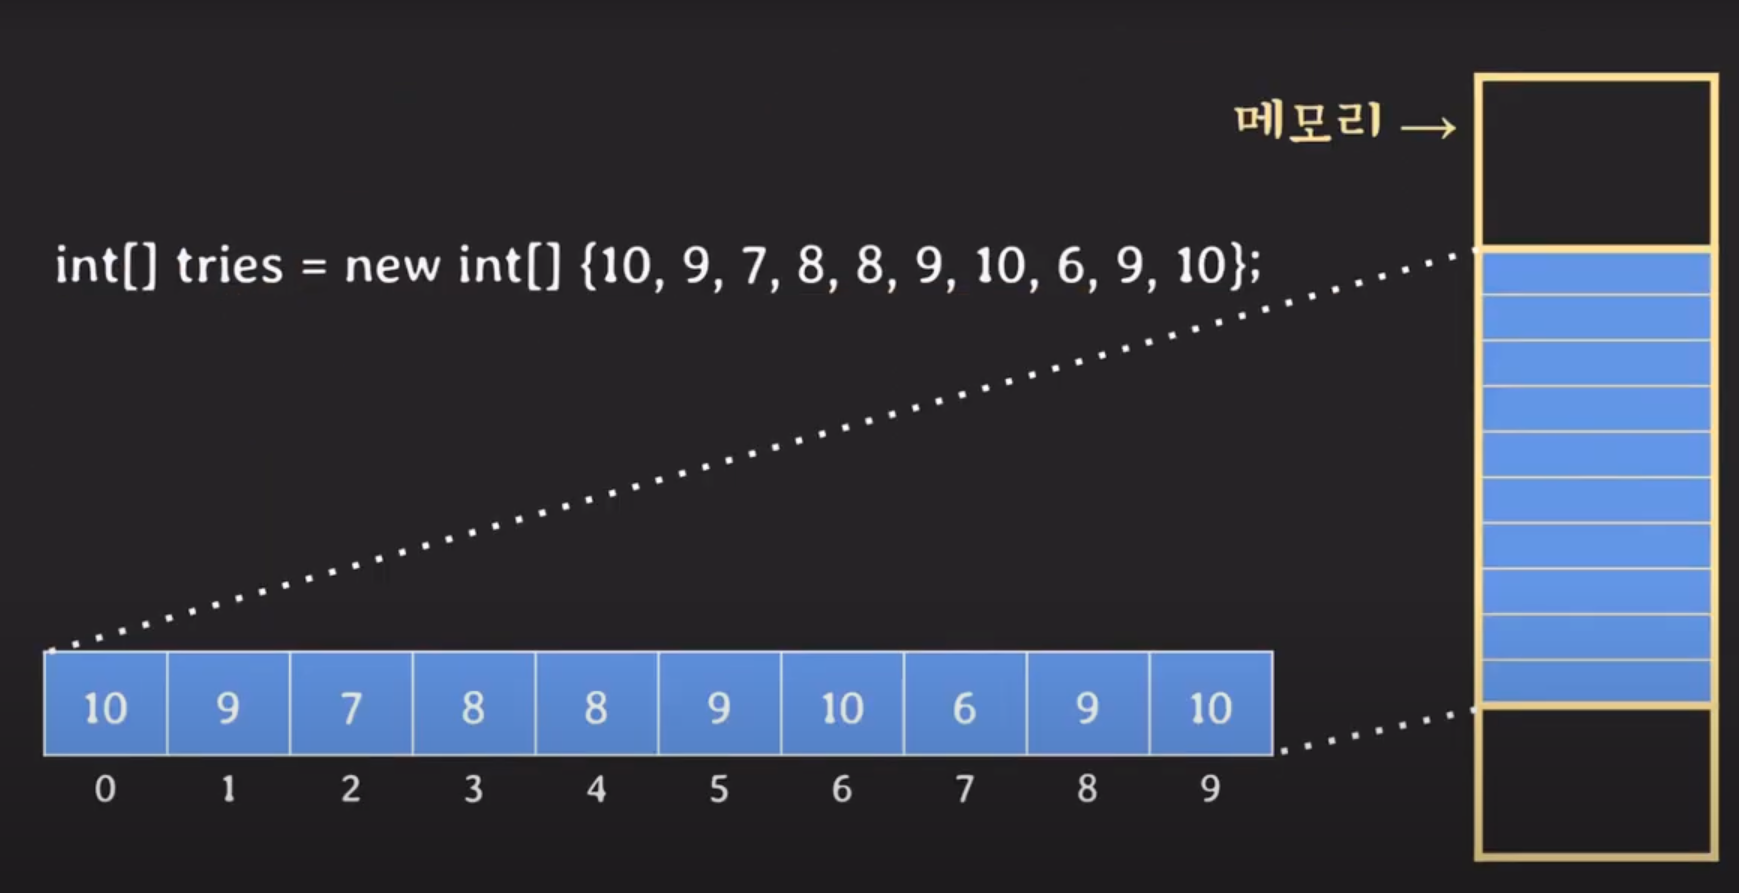 메모리 →
int[] tries = new int[] {10, 9, 7, 8, 8, 9, 10, 6, 9, 10};
10 9 7 8 8 9 10 6 9 10
0 1 2 3 4 5 6 7 8 9